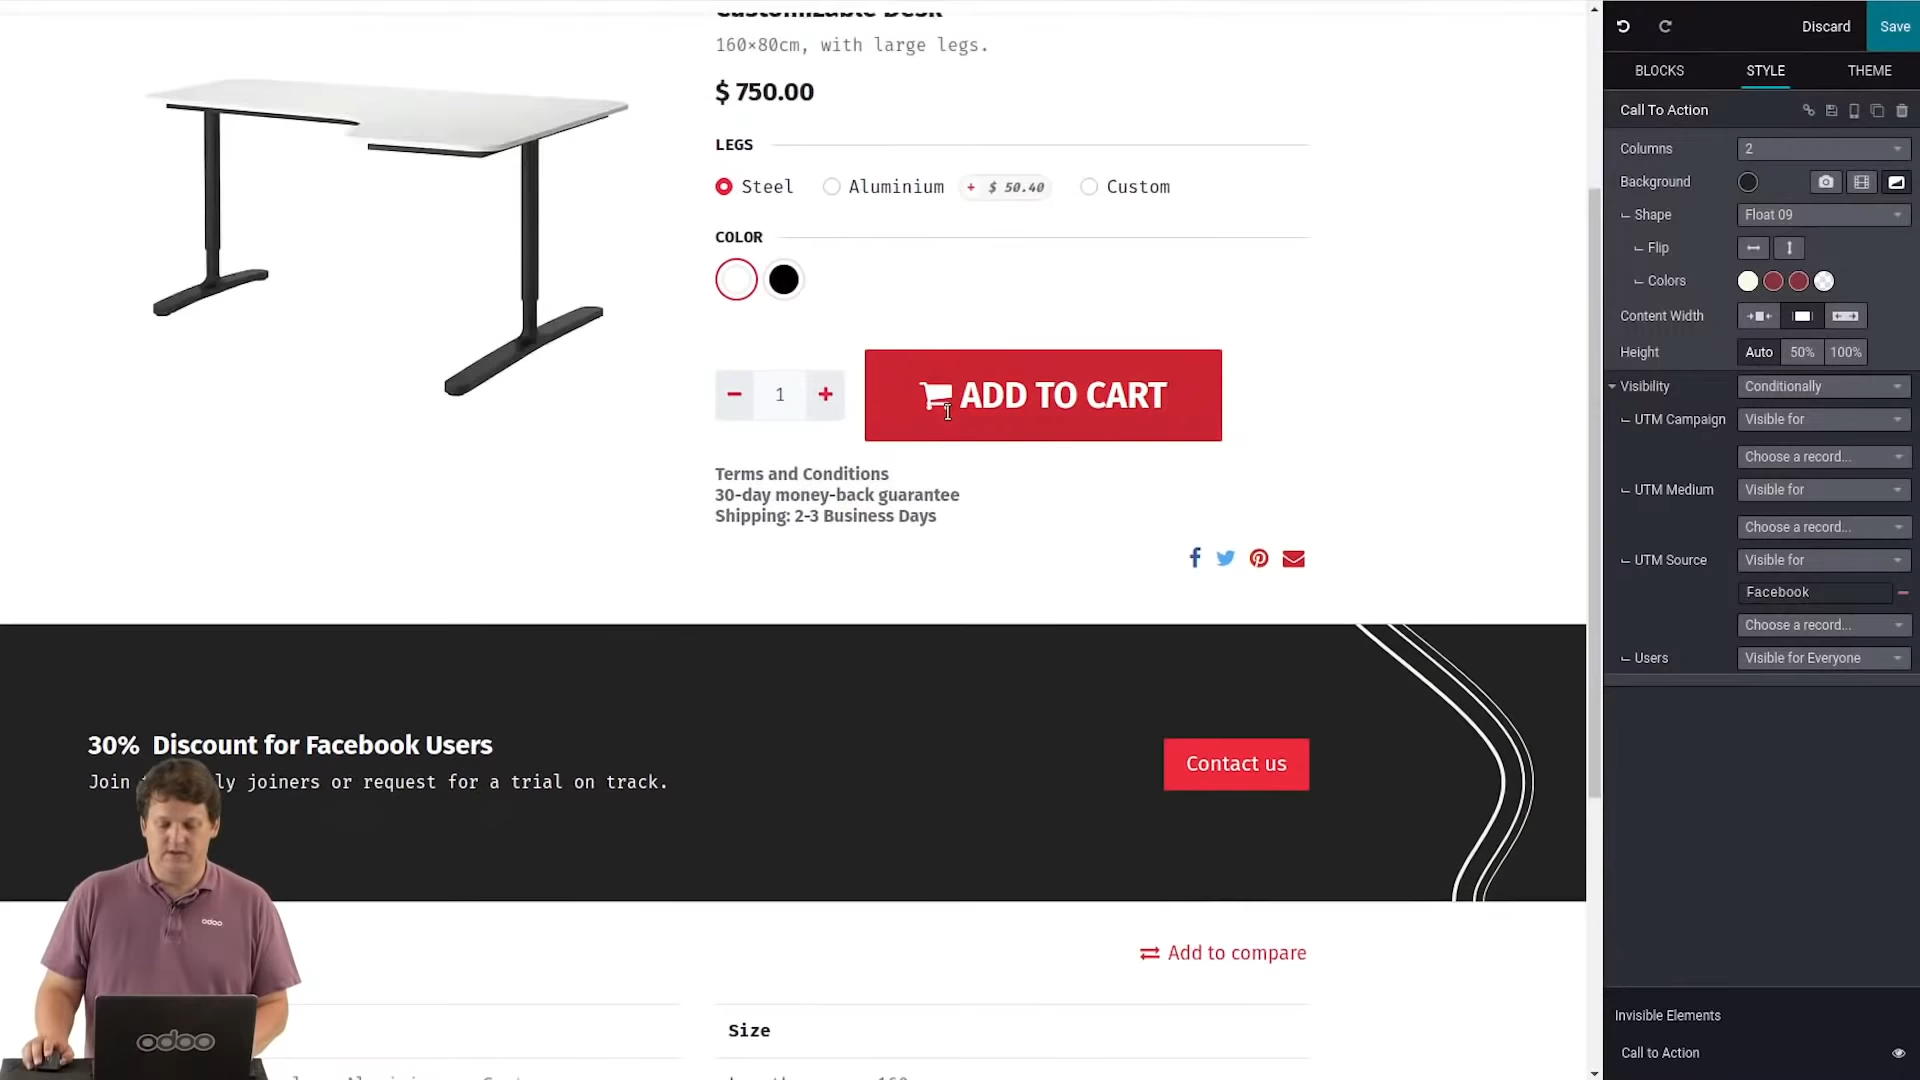 Customizable Desk
160×80cm, with large legs.
$ 750.00
LEGS
Steel
Aluminium + $ 50.40
Custom
COLOR
1
ADD TO CART
Terms and Conditions
30-day money-back guarantee
Shipping: 2-3 Business Days
30% Discount for Facebook Users
Join ly joiners or request for a trial on track.
Contact us
Add to compare
Size
odoo
odoo
Discard
Save
BLOCKS
STYLE
THEME
Call To Action
Columns 2
Background
Shape Float 09
Flip
Colors
Content Width
Height Auto 50% 100%
Visibility Conditionally
UTM Campaign Visible for
Choose a record...
UTM Medium Visible for
Choose a record...
UTM Source Visible for
Facebook
Choose a record...
Users Visible for Everyone
Invisible Elements
Call to Action